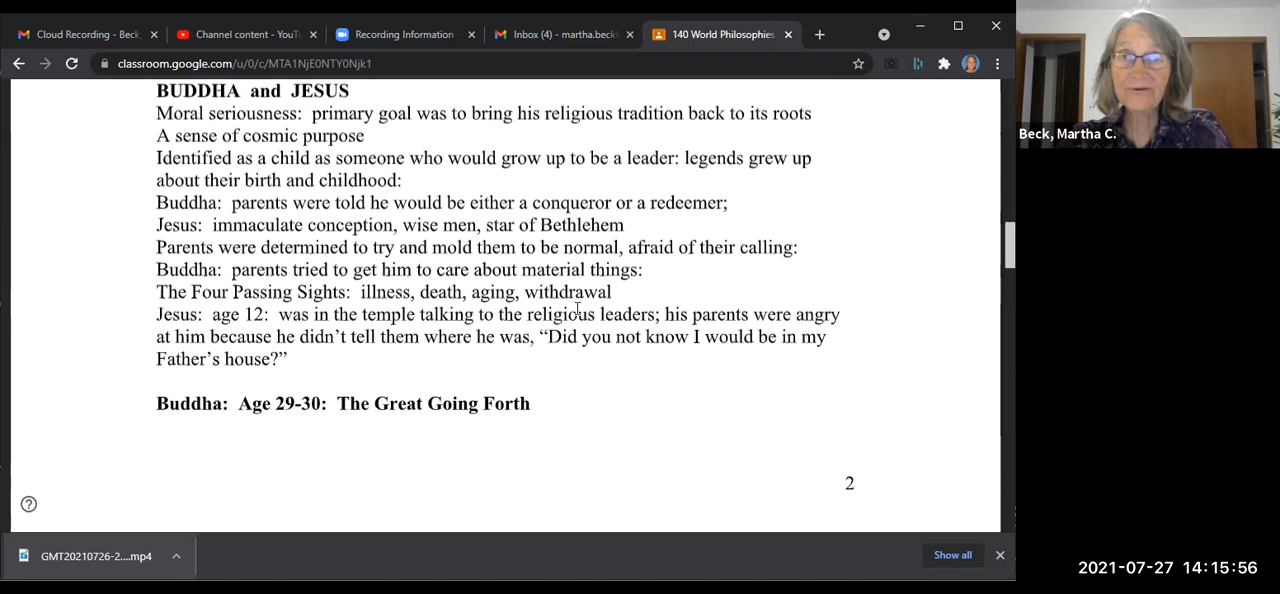 Cloud Recording - Beck,
Channel content - YouTu
Recording Information -
Inbox (4) - martha.beck
140 World Philosophies
classroom.google.com/u/0/c/MTA1NjE0NTY0Njk1
BUDDHA and JESUS
Moral seriousness: primary goal was to bring his religious tradition back to its roots
A sense of cosmic purpose
Identified as a child as someone who would grow up to be a leader: legends grew up
about their birth and childhood:
Buddha: parents were told he would be either a conqueror or a redeemer;
Jesus: immaculate conception, wise men, star of Bethlehem
Parents were determined to try and mold them to be normal, afraid of their calling:
Buddha: parents tried to get him to care about material things:
The Four Passing Sights: illness, death, aging, withdrawal
Jesus: age 12: was in the temple talking to the religious leaders; his parents were angry
at him because he didn’t tell them where he was, “Did you not know I would be in my
Father’s house?”
Buddha: Age 29-30: The Great Going Forth
2
GMT20210726-2....mp4
Show all
Beck, Martha C.
2021-07-27 14:15:56